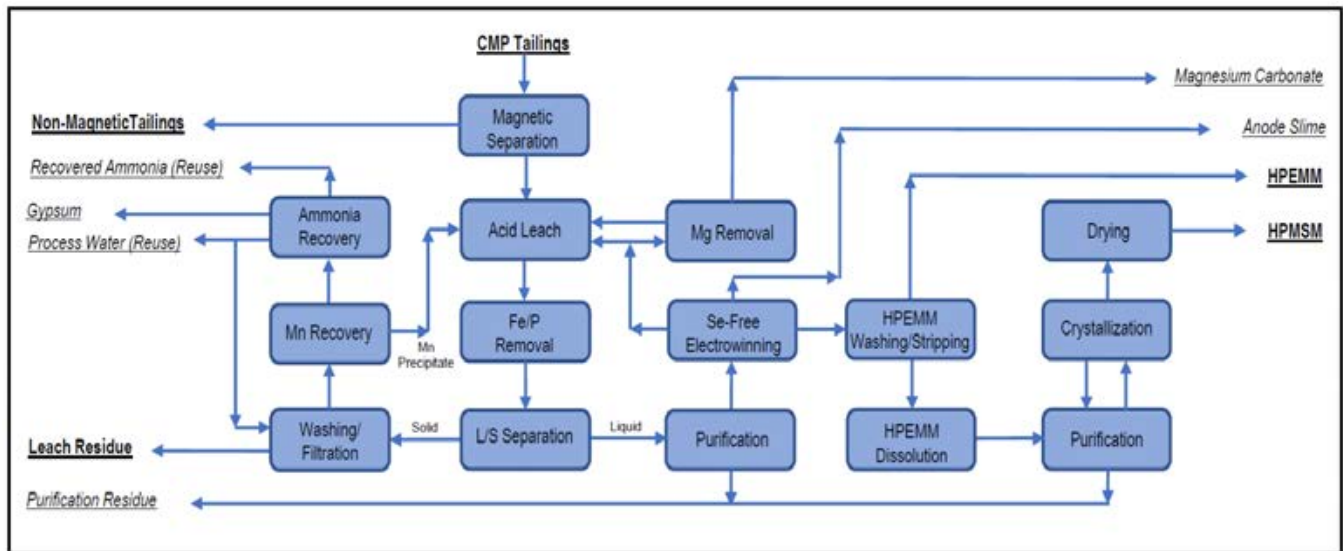 CMP Tailings
Magnetic
Separation
Magnesium Carbonate
Non-MagneticTailings
Anode Slime
Recovered Ammonia (Reuse)
HPEMM
Gypsum
Ammonia
Recovery
Acid Leach
Mg Removal
Drying
HPMSM
Process Water (Reuse)
Mn Recovery
Mn
Precipitate
Fe/P
Removal
Se-Free
Electrowinning
HPEMM
Washing/Stripping
Crystallization
Leach Residue
Washing/
Filtration
Solid
L/S Separation
Liquid
Purification
HPEMM
Dissolution
Purification
Purification Residue